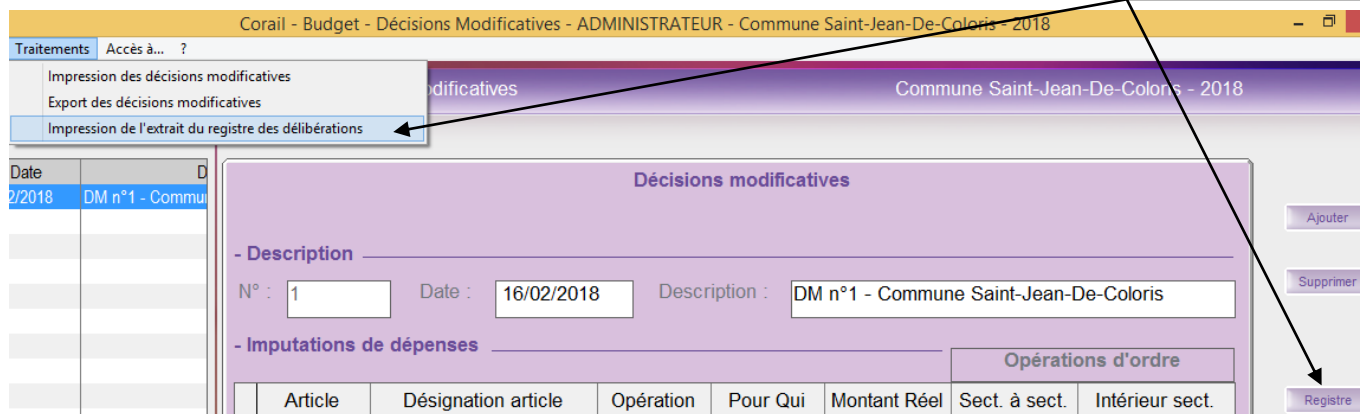 Corail - Budget - Décisions Modificatives - ADMINISTRATEUR - Commune Saint-Jean-De-Coloris - 2018
Traitements Accès à... ?
Impression des décisions modificatives
Export des décisions modificatives
Impression de l'extrait du registre des délibérations
odificatives Commune Saint-Jean-De-Coloris - 2018
Date D
2/2018 DM n°1 - Commu
Décisions modificatives
Ajouter
- Description
N° : 1 Date : 16/02/2018 Description : DM n°1 - Commune Saint-Jean-De-Coloris
Supprimer
- Imputations de dépenses
Opérations d'ordre
Article Désignation article Opération Pour Qui Montant Réel Sect. à sect. Intérieur sect.
Registre